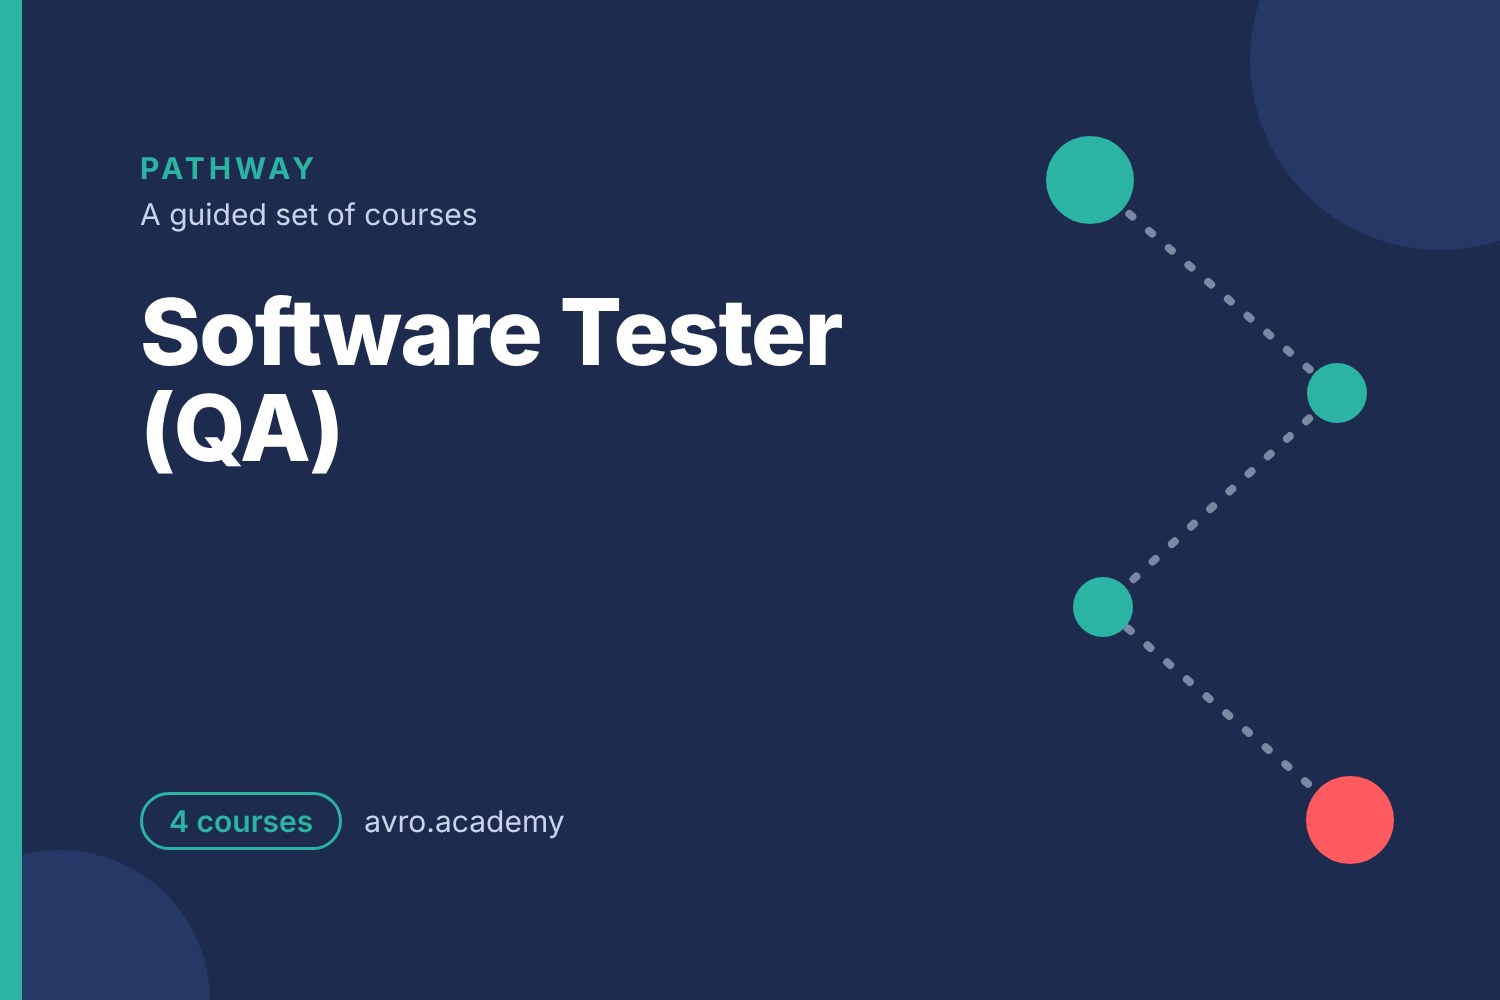 PATHWAY
A guided set of courses
Software Tester
(QA)
4 courses
avro.academy